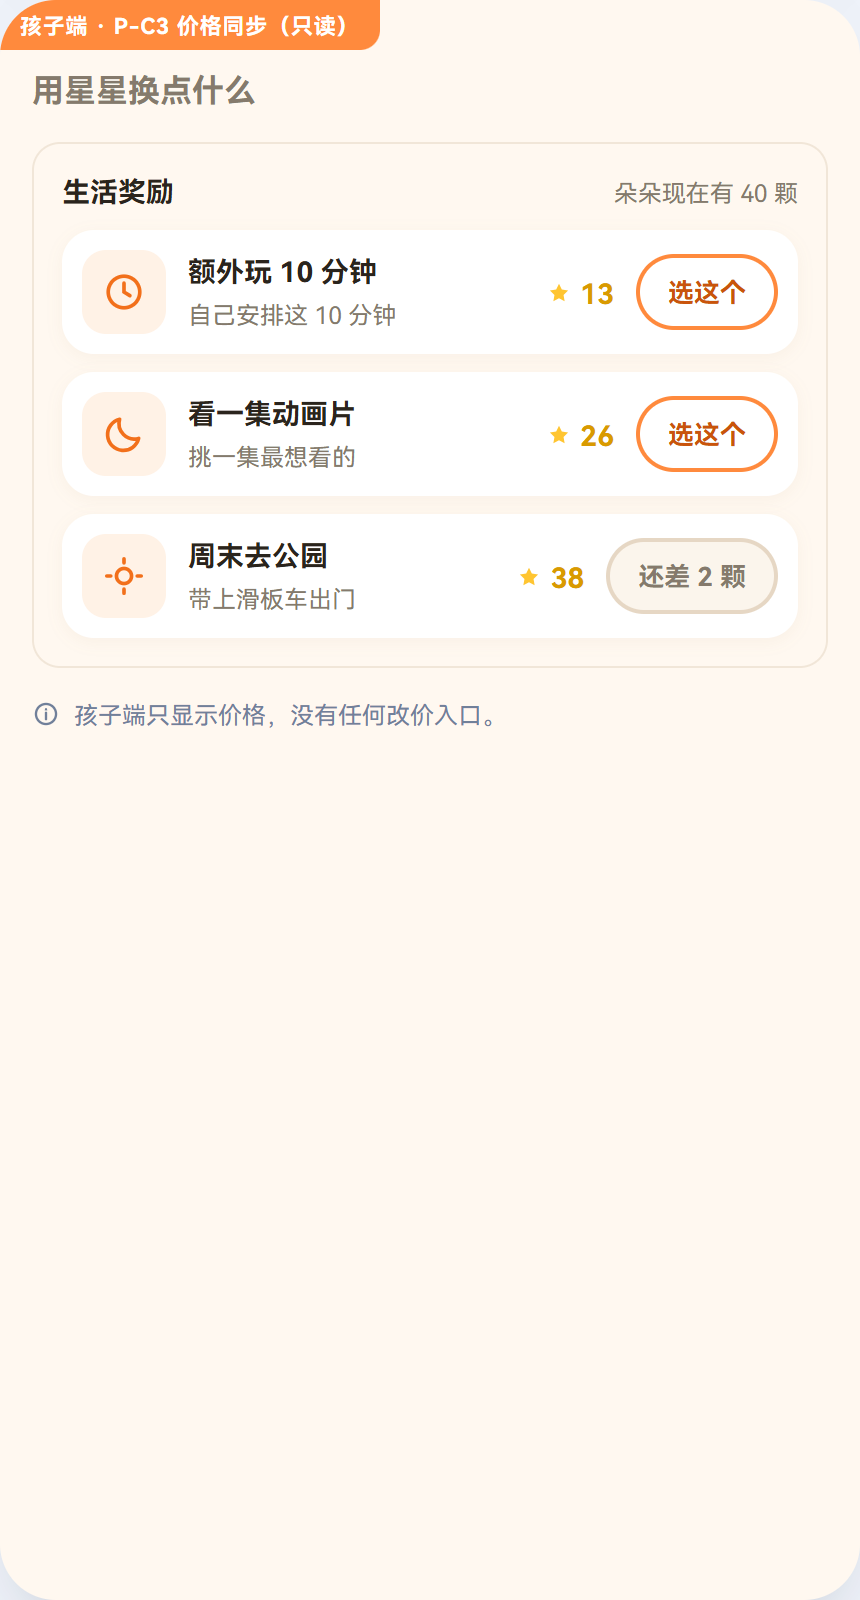 孩子端 · P-C3 价格同步（只读）
用星星换点什么
生活奖励
朵朵现在有 40 颗
额外玩 10 分钟
自己安排这 10 分钟
13
选这个
看一集动画片
挑一集最想看的
26
选这个
周末去公园
带上滑板车出门
38
还差 2 颗
孩子端只显示价格，没有任何改价入口。